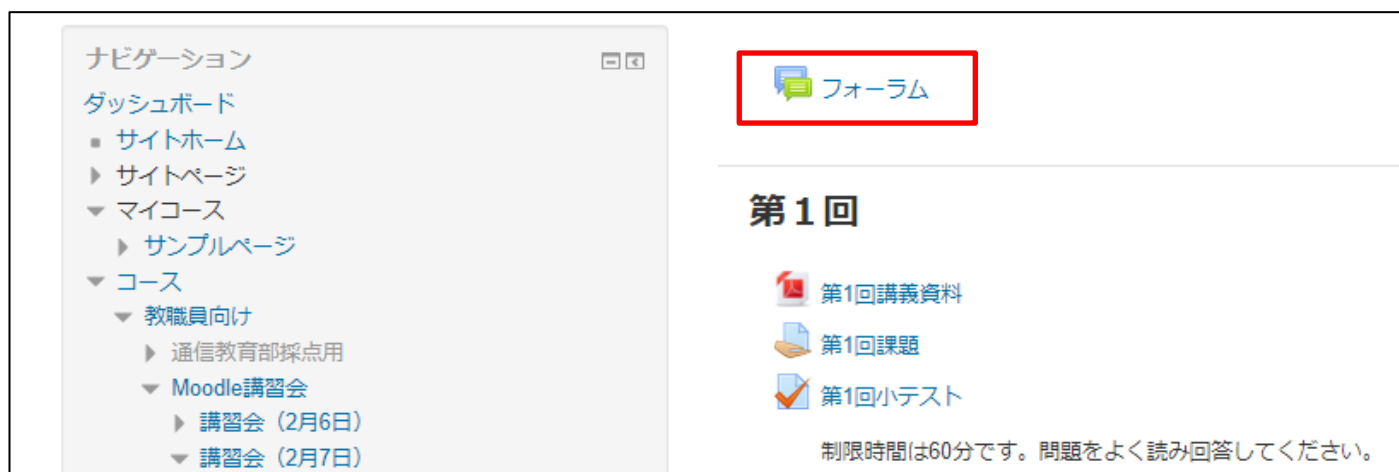 ナビゲーション
ダッシュボード
サイトホーム
サイトページ
マイコース
サンプルページ
コース
教職員向け
通信教育部採点用
Moodle講習会
講習会（2月6日）
講習会（2月7日）
フォーラム
第１回
第1回講義資料
第1回課題
第1回小テスト
制限時間は60分です。問題をよく読み回答してください。